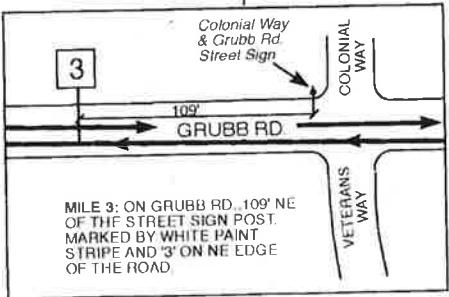 Colonial Way
& Grubb Rd.
Street Sign
3
COLONIAL
WAY
109'
GRUBB RD.
VETERANS
WAY
MILE 3: ON GRUBB RD., 109' NE
OF THE STREET SIGN POST.
MARKED BY WHITE PAINT
STRIPE AND '3' ON NE EDGE
OF THE ROAD.